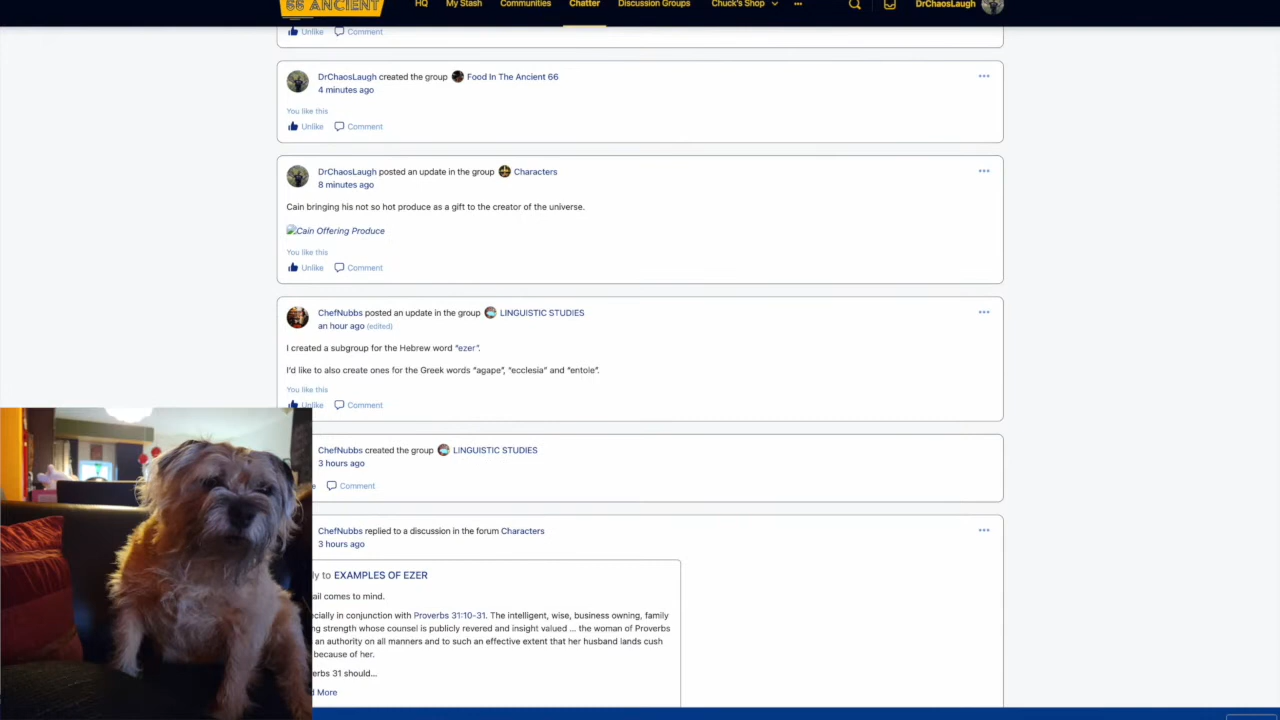 66 ANCIENT
HQ My Stash Communities Chatter Discussion Groups Chuck's Shop DrChaosLaugh
Unlike Comment
DrChaosLaugh created the group Food In The Ancient 66
4 minutes ago
You like this
Unlike Comment
DrChaosLaugh posted an update in the group Characters
8 minutes ago
Cain bringing his not so hot produce as a gift to the creator of the universe.
Cain Offering Produce
You like this
Unlike Comment
ChefNubbs posted an update in the group LINGUISTIC STUDIES
an hour ago (edited)
I created a subgroup for the Hebrew word “ezer”.
I'd like to also create ones for the Greek words “agape”, “ecclesia” and “entole”.
You like this
Unlike Comment
ChefNubbs created the group LINGUISTIC STUDIES
3 hours ago
Comment
ChefNubbs replied to a discussion in the forum Characters
3 hours ago
to EXAMPLES OF EZER
comes to mind.
in conjunction with Proverbs 31:10-31. The intelligent, wise, business owning, family
strength whose counsel is publicly revered and insight valued ... the woman of Proverbs
an authority on all manners and to such an effective extent that her husband lands cush
because of her.
31 should...
More